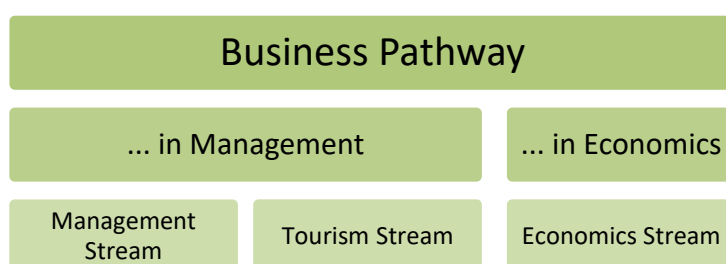 Business Pathway
... in Management
... in Economics
Management
Stream
Tourism Stream
Economics Stream